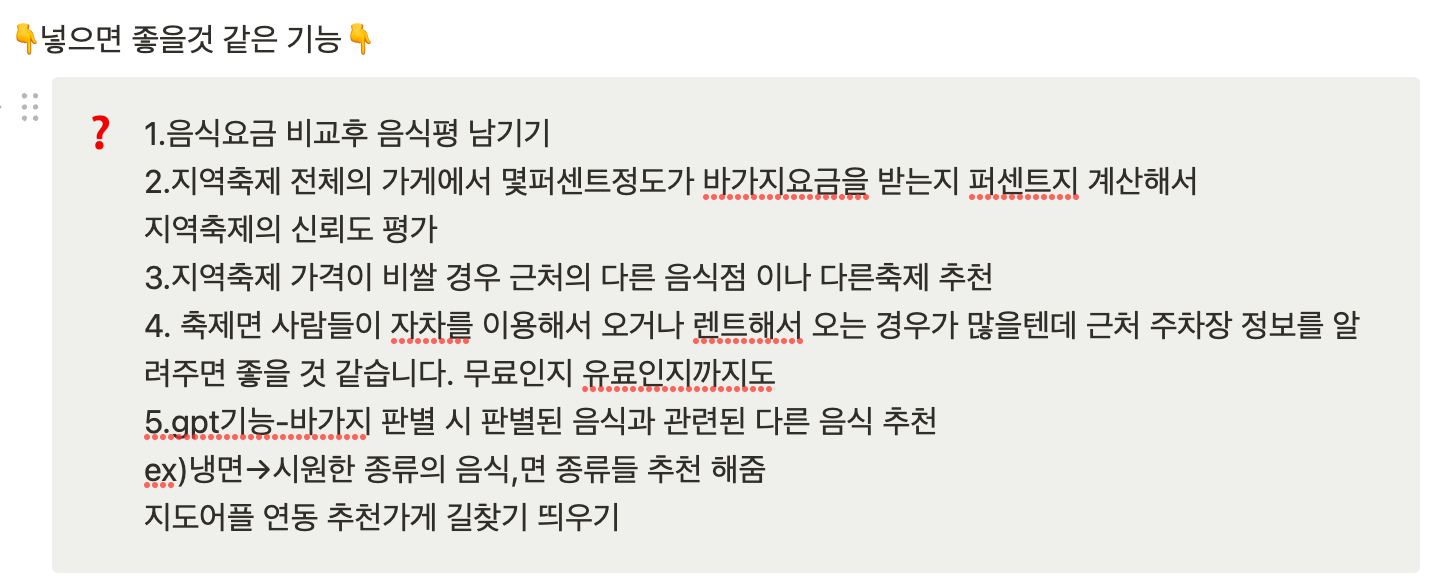 👇넣으면 좋을것 같은 기능👇
❓ 1.음식요금 비교후 음식평 남기기
2.지역축제 전체의 가게에서 몇퍼센트정도가 바가지요금을 받는지 퍼센트지 계산해서
지역축제의 신뢰도 평가
3.지역축제 가격이 비쌀 경우 근처의 다른 음식점 이나 다른축제 추천
4. 축제면 사람들이 자차를 이용해서 오거나 렌트해서 오는 경우가 많을텐데 근처 주차장 정보를 알
려주면 좋을 것 같습니다. 무료인지 유료인지까지도
5.gpt기능-바가지 판별 시 판별된 음식과 관련된 다른 음식 추천
ex)냉면→시원한 종류의 음식,면 종류들 추천 해줌
지도어플 연동 추천가게 길찾기 띄우기